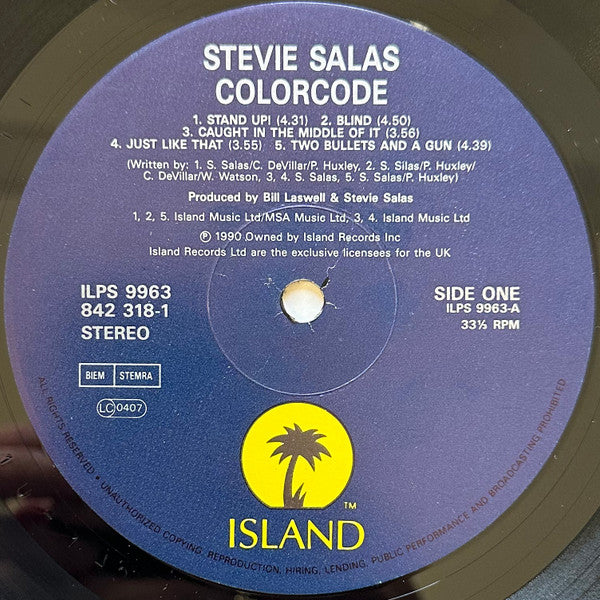 STEVIE SALAS
COLORCODE
1. STAND UP! (4.31) 2. BLIND (4.50)
3. CAUGHT IN THE MIDDLE OF IT (3.56)
4. JUST LIKE THAT (3.55) 5. TWO BULLETS AND A GUN (4.39)
(Written by: 1. S. Salas/C. DeVillar/P. Huxley, 2. S. Silas/P. Huxley/
C. DeVillar/W. Watson, 3, 4. S. Salas, 5. S. Salas/P. Huxley)
Produced by Bill Laswell & Stevie Salas
1, 2, 5. Island Music Ltd/MSA Music Ltd, 3, 4. Island Music Ltd
Ⓟ 1990 Owned by Island Records Inc
Island Records Ltd are the exclusive licensees for the UK
ILPS 9963
842 318-1
STEREO
SIDE ONE
ILPS 9963-A
33⅓ RPM
BIEM STEMRA
LC 0407
TM
ISLAND
ALL RIGHTS RESERVED • UNAUTHORIZED COPYING, REPRODUCTION, HIRING, LENDING, PUBLIC PERFORMANCE AND BROADCASTING PROHIBITED